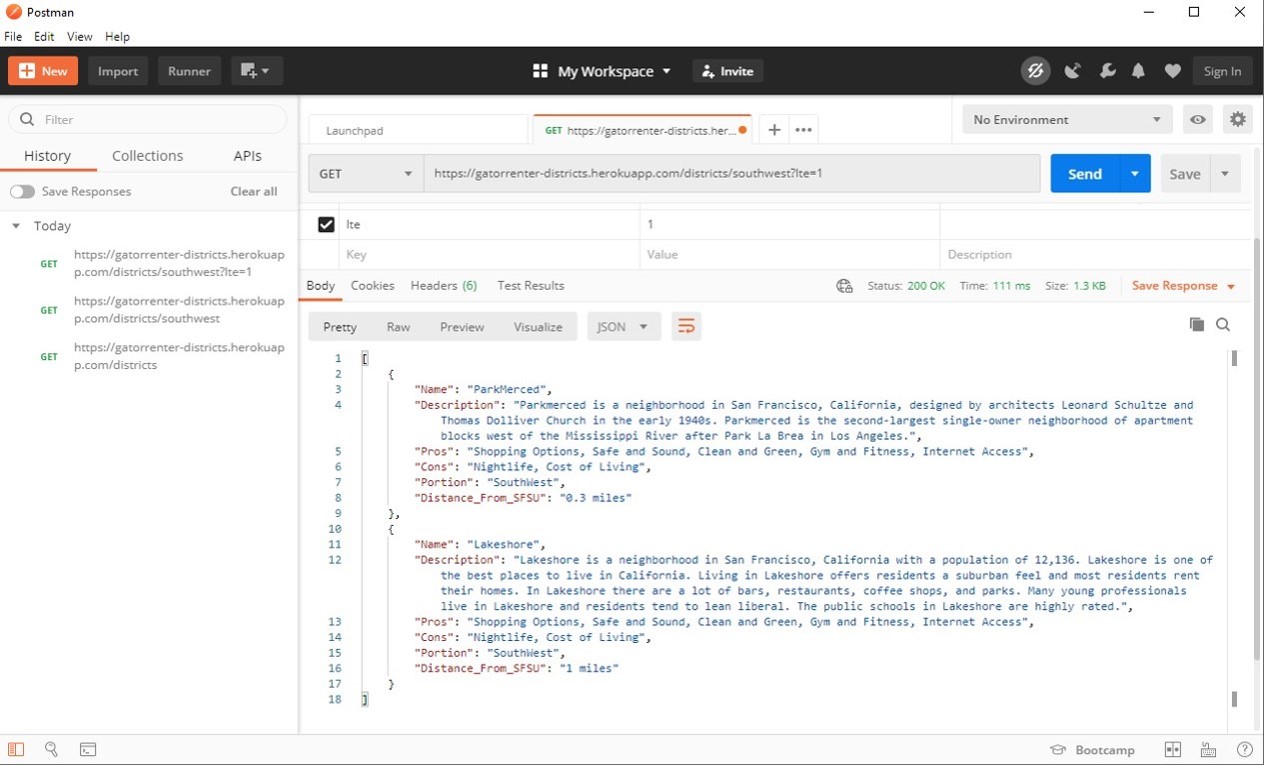 Postman
File Edit View Help
New Import Runner My Workspace Invite Sign In
Filter
History Collections APIs
Save Responses Clear all
Today
GET https://gatorrenter-districts.herokuap
p.com/districts/southwest?lte=1
GET https://gatorrenter-districts.herokuap
p.com/districts/southwest
GET https://gatorrenter-districts.herokuap
p.com/districts
Launchpad GET https://gatorrenter-districts.her... + ••• No Environment
GET https://gatorrenter-districts.herokuapp.com/districts/southwest?lte=1 Send Save
lte 1
Key Value Description
Body Cookies Headers (6) Test Results Status: 200 OK Time: 111 ms Size: 1.3 KB Save Response
Pretty Raw Preview Visualize JSON
1 [
2 {
3 "Name": "ParkMerced",
4 "Description": "Parkmerced is a neighborhood in San Francisco, California, designed by architects Leonard Schultze and
Thomas Dolliver Church in the early 1940s. Parkmerced is the second-largest single-owner neighborhood of apartment
blocks west of the Mississippi River after Park La Brea in Los Angeles.",
5 "Pros": "Shopping Options, Safe and Sound, Clean and Green, Gym and Fitness, Internet Access",
6 "Cons": "Nightlife, Cost of Living",
7 "Portion": "SouthWest",
8 "Distance_From_SFSU": "0.3 miles"
9 },
10 {
11 "Name": "Lakeshore",
12 "Description": "Lakeshore is a neighborhood in San Francisco, California with a population of 12,136. Lakeshore is one of
the best places to live in California. Living in Lakeshore offers residents a suburban feel and most residents rent
their homes. In Lakeshore there are a lot of bars, restaurants, coffee shops, and parks. Many young professionals
live in Lakeshore and residents tend to lean liberal. The public schools in Lakeshore are highly rated.",
13 "Pros": "Shopping Options, Safe and Sound, Clean and Green, Gym and Fitness, Internet Access",
14 "Cons": "Nightlife, Cost of Living",
15 "Portion": "SouthWest",
16 "Distance_From_SFSU": "1 miles"
17 }
18 ]
Bootcamp